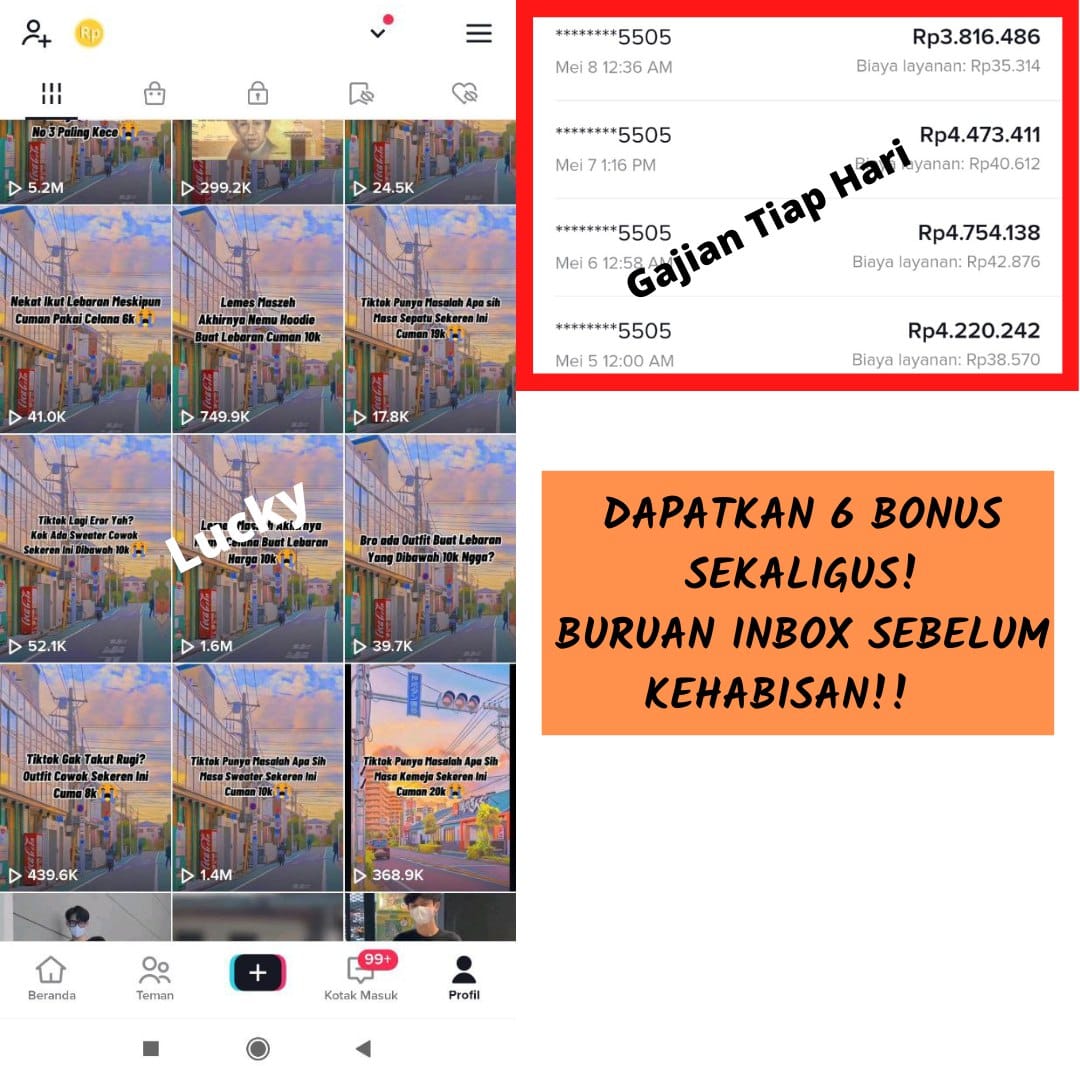 Rp
No 3 Paling Kece 😭
5.2M
299.2K
24.5K
Nekat Ikut Lebaran Meskipun
Cuman Pakai Celana 6k 😭
41.0K
Lemes Maszeh
Akhirnya Nemu Hoodie
Buat Lebaran Cuman 10k
749.9K
Tiktok Punya Masalah Apa sih
Masa Sepatu Sekeren Ini
Cuman 19k 😭
17.8K
Tiktok Lagi Eror Yah?
Kok Ada Sweater Cowok
Sekeren Ini Dibawah 10k 😭
52.1K
Lucky
Celana Buat Lebaran
Harga 10k 😭
1.6M
Bro ada Outfit Buat Lebaran
Yang Dibawah 10k Ngga?
39.7K
Tiktok Gak Takut Rugi?
Outfit Cowok Sekeren Ini
Cuma 8k 😭
439.6K
Tiktok Punya Masalah Apa Sih
Masa Sweater Sekeren Ini
Cuman 10k 😭
1.4M
Tiktok Punya Masalah Apa Sih
Masa Kemeja Sekeren Ini
Cuman 20k 😭
368.9K
Beranda
Teman
99+
Kotak Masuk
Profil
********5505 Rp3.816.486
Mei 8 12:36 AM Biaya layanan: Rp35.314
********5505 Rp4.473.411
Mei 7 1:16 PM Biaya layanan: Rp40.612
********5505 Rp4.754.138
Mei 6 12:58 AM Biaya layanan: Rp42.876
********5505 Rp4.220.242
Mei 5 12:00 AM Biaya layanan: Rp38.570
Gajian Tiap Hari
DAPATKAN 6 BONUS
SEKALIGUS!
BURUAN INBOX SEBELUM
KEHABISAN!!